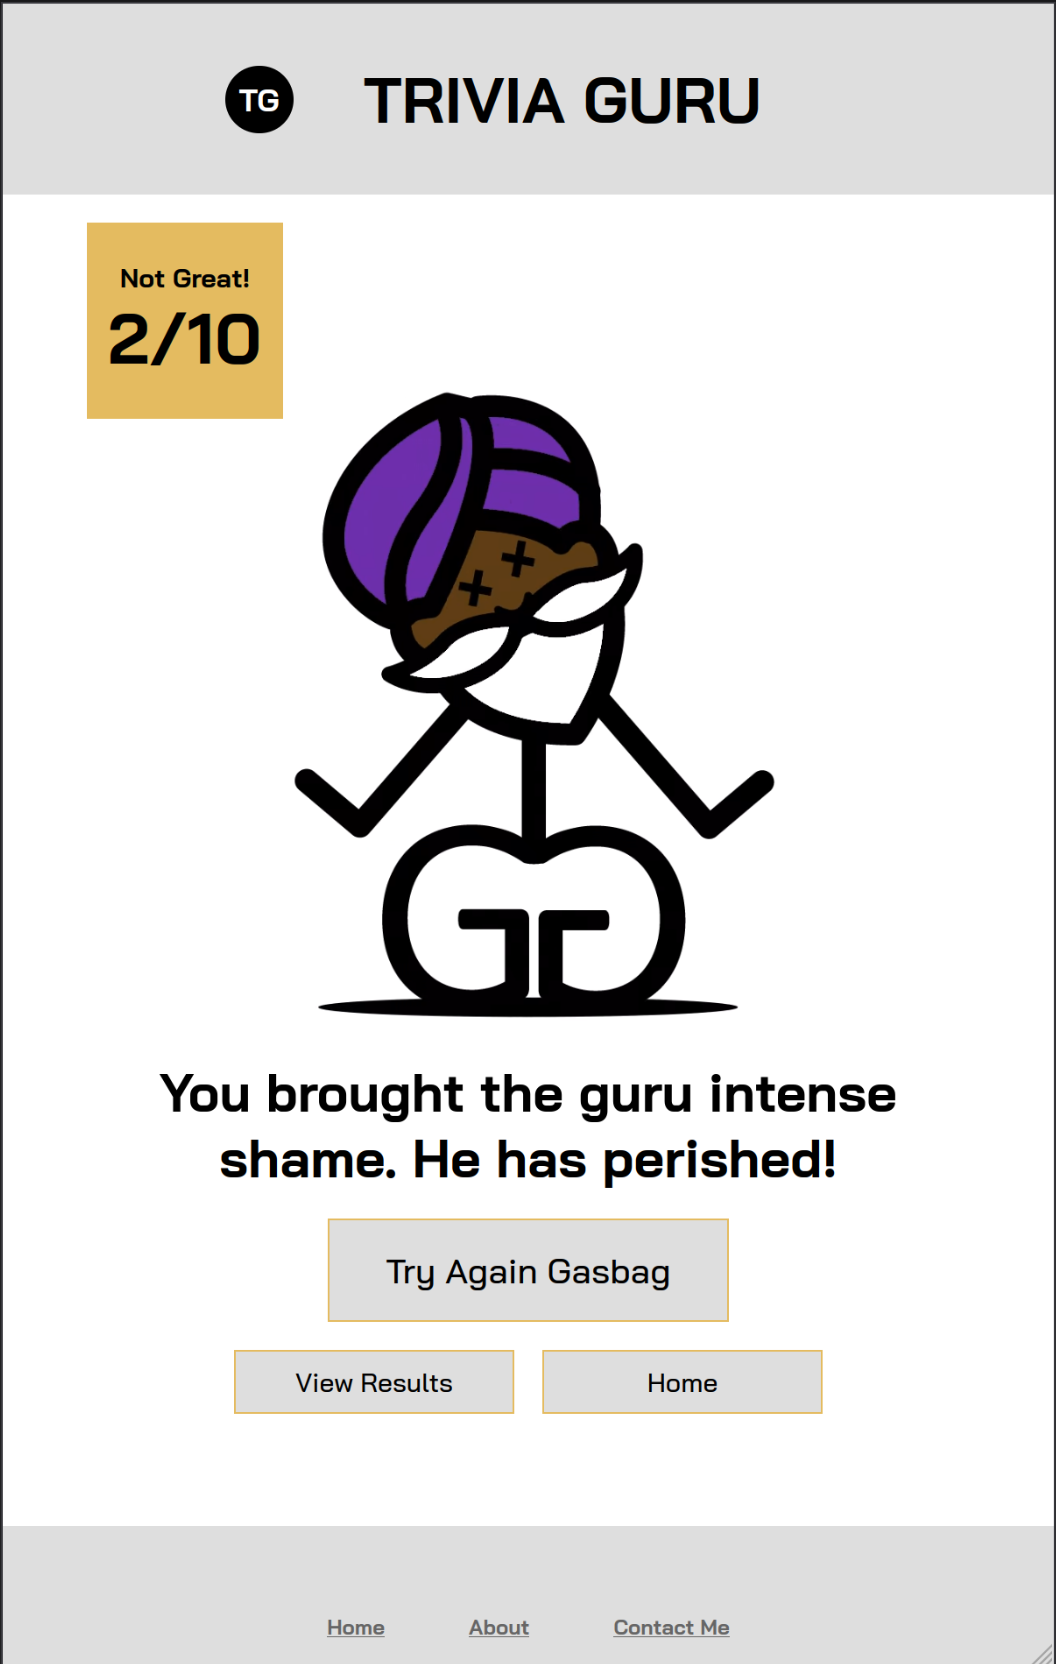 TG
TRIVIA GURU
Not Great!
2/10
You brought the guru intense
shame. He has perished!
Try Again Gasbag
View Results
Home
Home
About
Contact Me